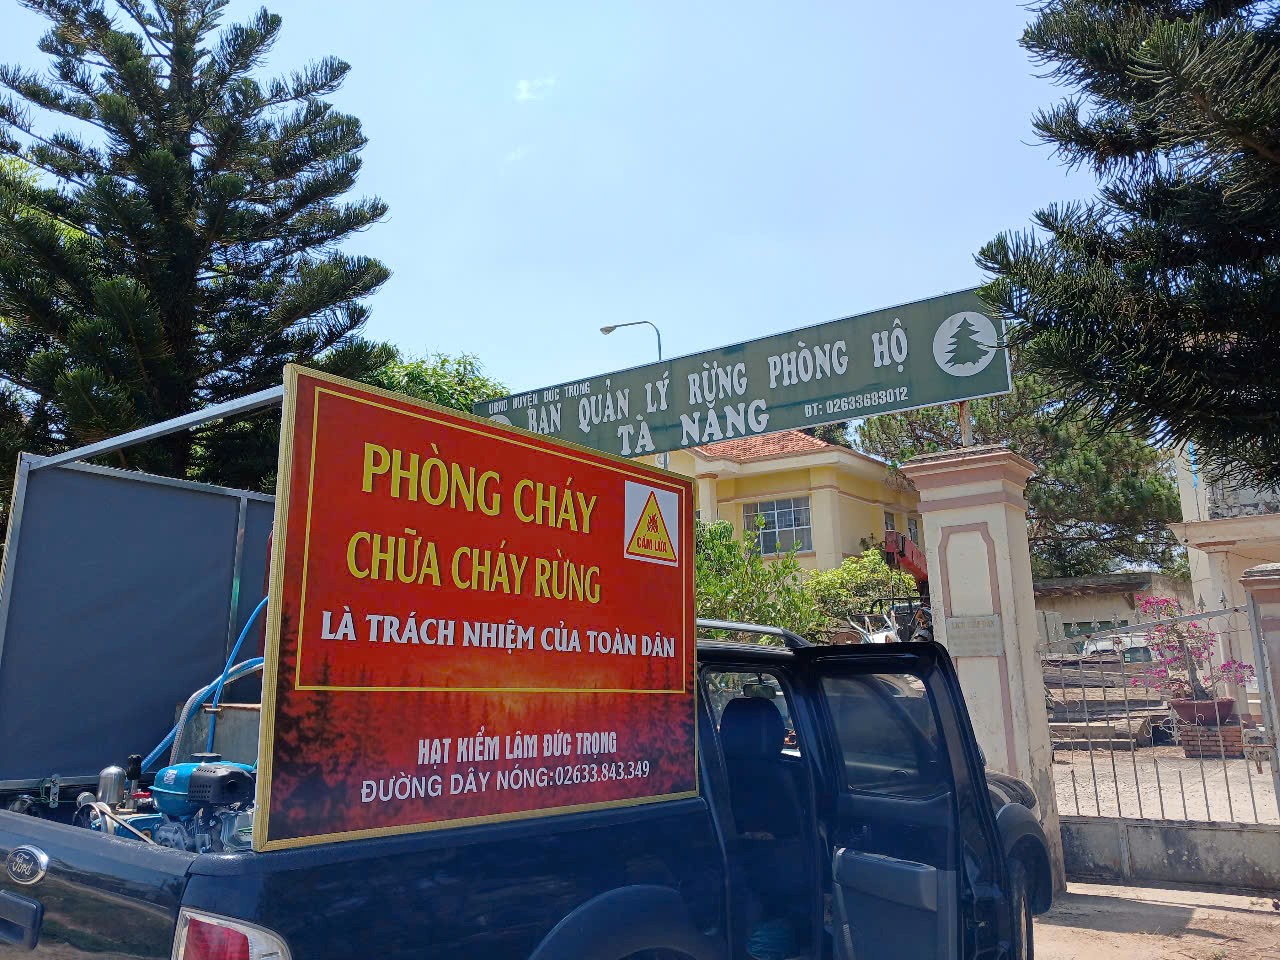 UBND HUYỆN ĐỨC TRỌNG
BAN QUẢN LÝ RỪNG PHÒNG HỘ
TÀ NĂNG
ĐT: 02633683012
PHÒNG CHÁY
CHỮA CHÁY RỪNG
CẤM LỬA
LÀ TRÁCH NHIỆM CỦA TOÀN DÂN
HẠT KIỂM LÂM ĐỨC TRỌNG
ĐƯỜNG DÂY NÓNG:02633.843.349
Ford